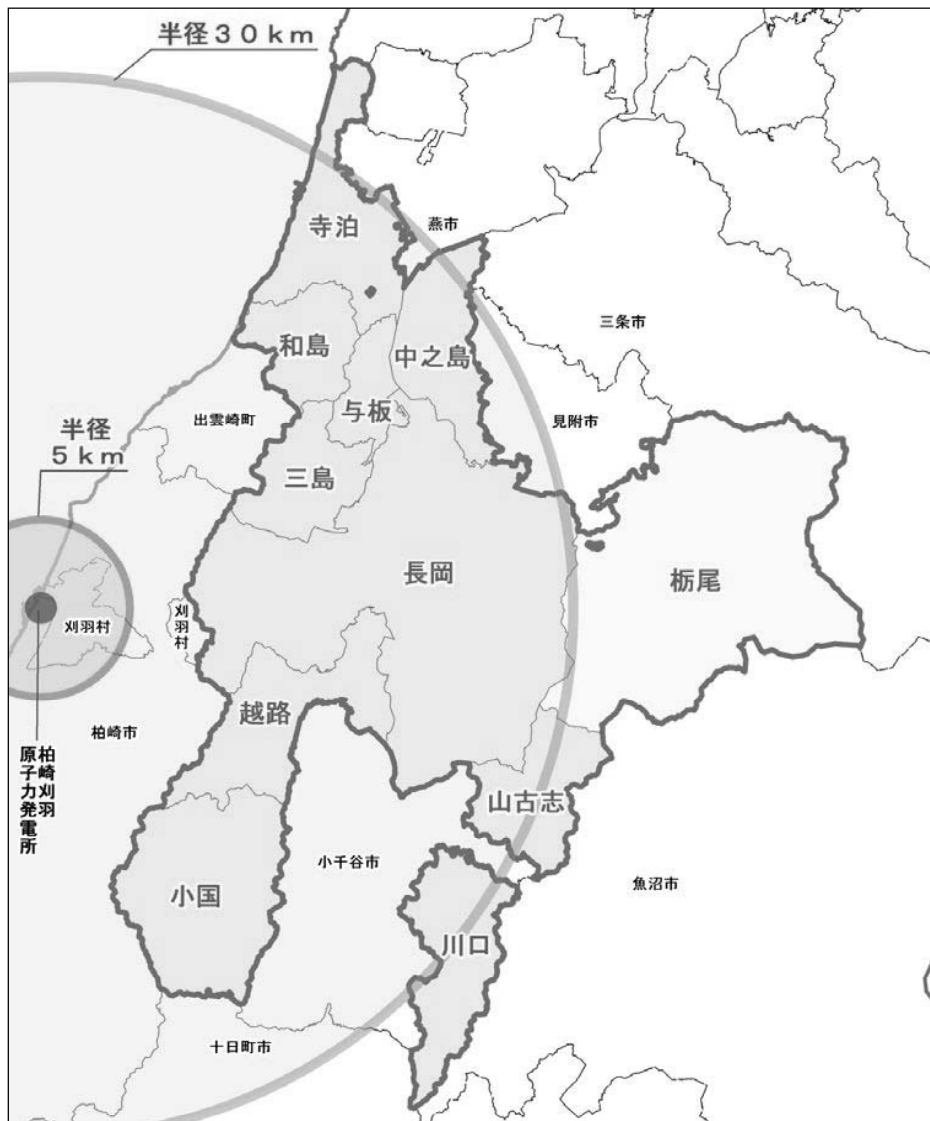 半径30km
寺泊
燕市
三条市
和島
中之島
与板
出雲崎町
見附市
半径
5km
三島
長岡
栃尾
刈羽村
刈羽村
越路
柏崎市
柏崎刈羽
原子力発電所
山古志
小千谷市
魚沼市
小国
川口
十日町市